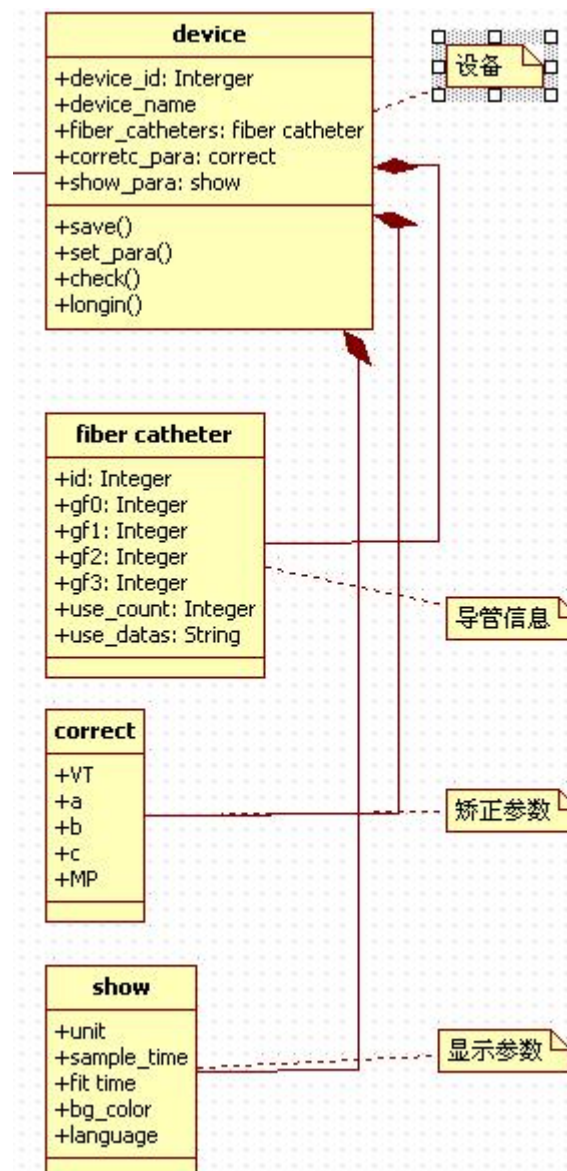 device
+device_id: Interger
+device_name
+fiber_catheters: fiber catheter
+corretc_para: correct
+show_para: show
+save()
+set_para()
+check()
+longin()
设备
fiber catheter
+id: Integer
+gf0: Integer
+gf1: Integer
+gf2: Integer
+gf3: Integer
+use_count: Integer
+use_datas: String
导管信息
correct
+VT
+a
+b
+c
+MP
矫正参数
show
+unit
+sample_time
+fit time
+bg_color
+language
显示参数